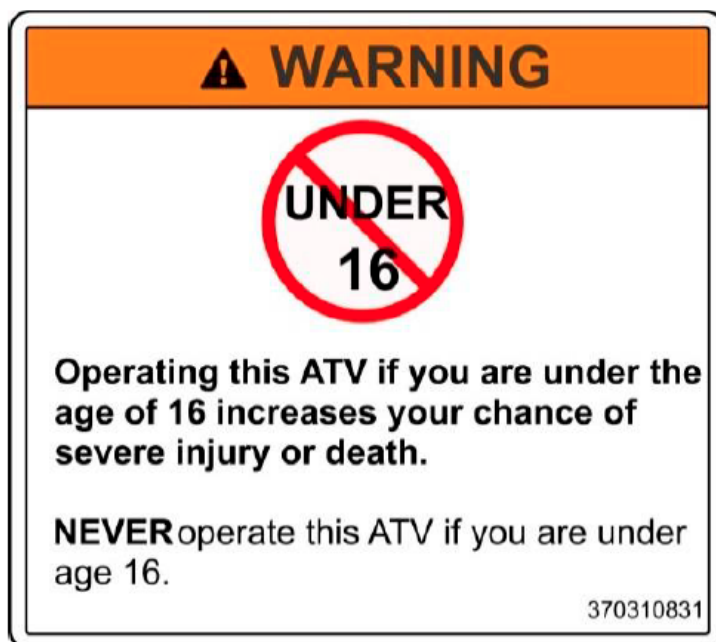 WARNING
UNDER
16
Operating this ATV if you are under the
age of 16 increases your chance of
severe injury or death.
NEVER operate this ATV if you are under
age 16.
370310831